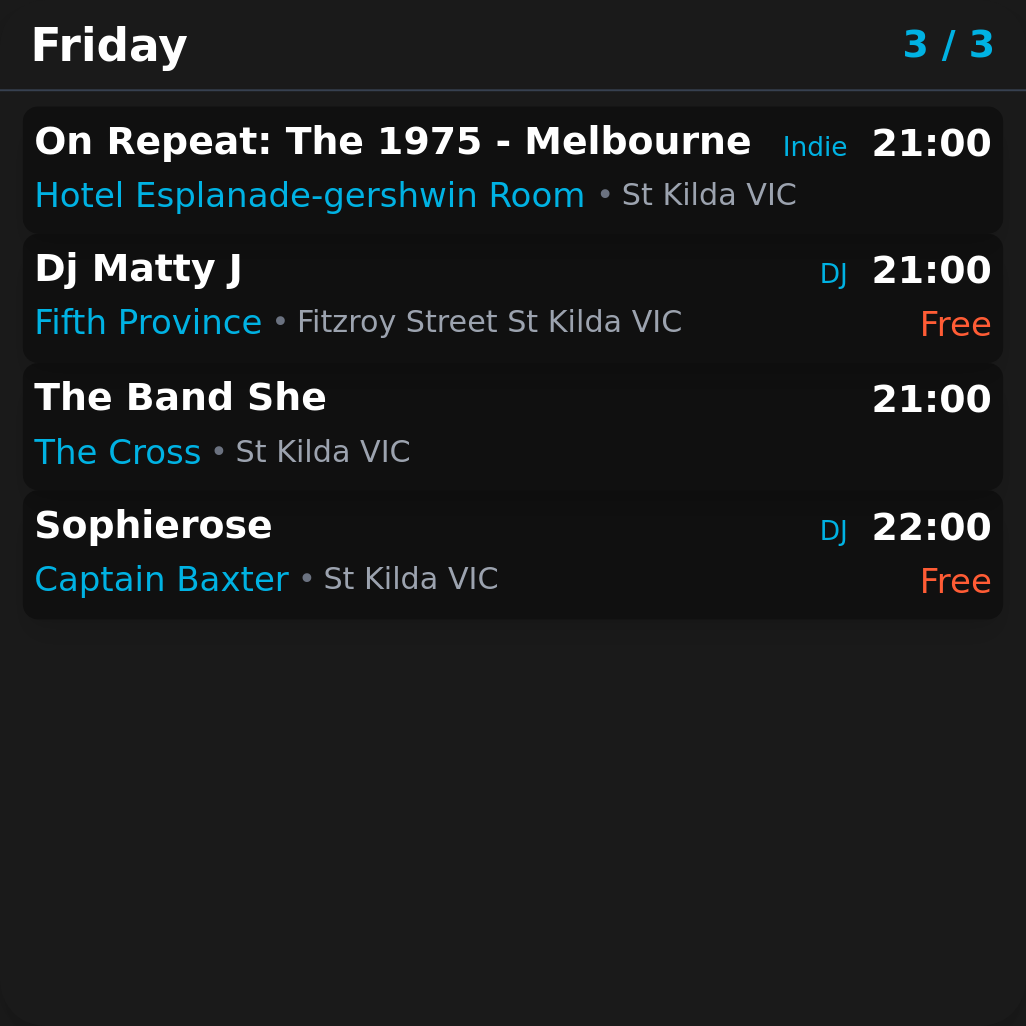 Friday 3 / 3
On Repeat: The 1975 - Melbourne Indie 21:00
Hotel Esplanade-gershwin Room • St Kilda VIC
Dj Matty J DJ 21:00
Fifth Province • Fitzroy Street St Kilda VIC Free
The Band She 21:00
The Cross • St Kilda VIC
Sophierose DJ 22:00
Captain Baxter • St Kilda VIC Free